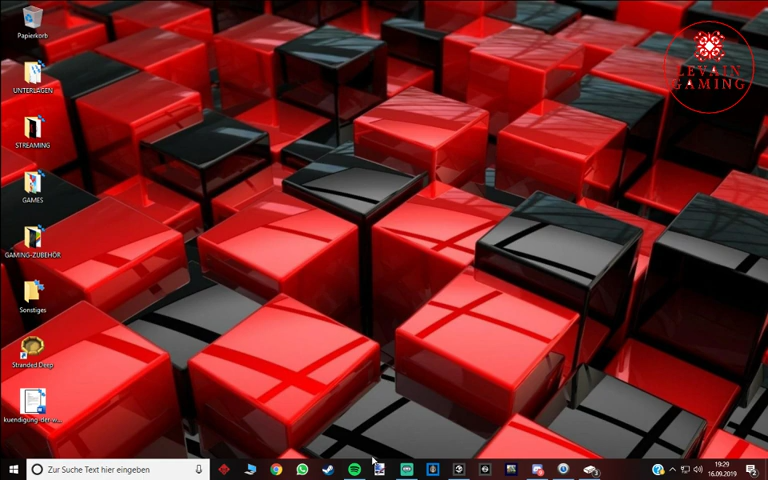 Papierkorb
UNTERLAGEN
STREAMING
GAMES
GAMING-ZUBEHÖR
Sonstiges
Stranded Deep
kuendigung-der-w...
LEVAIN
GAMING
Zur Suche Text hier eingeben
19:29
16.09.2019